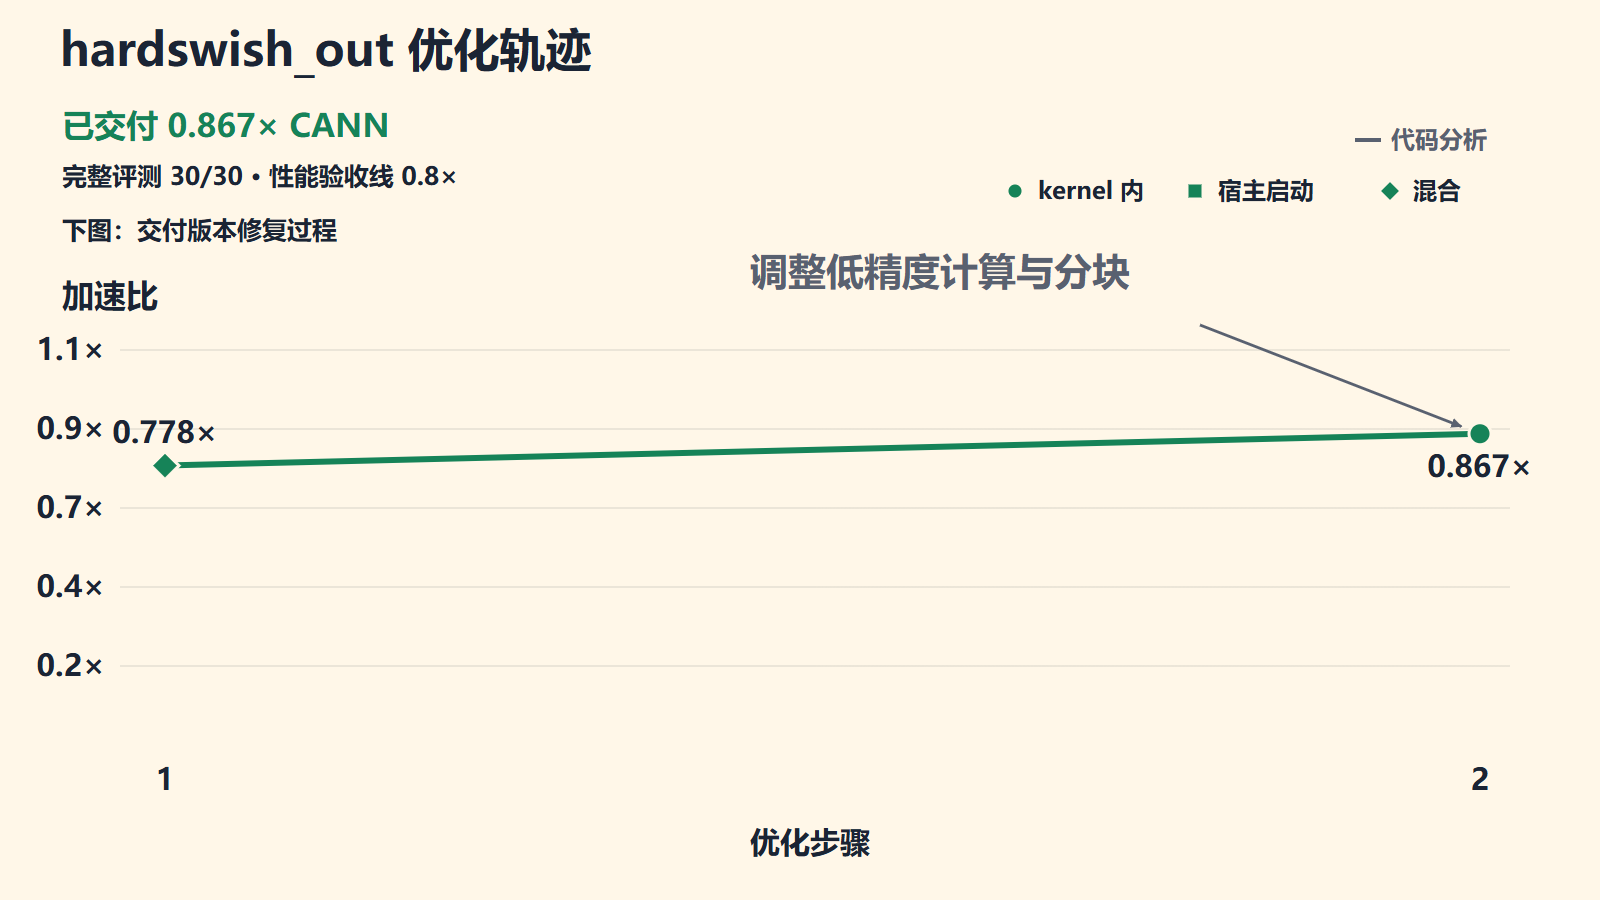 hardswish_out 优化轨迹
已交付 0.867× CANN
完整评测 30/30 • 性能验收线 0.8×
下图：交付版本修复过程
代码分析
kernel 内
宿主启动
混合
调整低精度计算与分块
加速比
1.1×
0.9×
0.778×
0.867×
0.7×
0.4×
0.2×
1
2
优化步骤